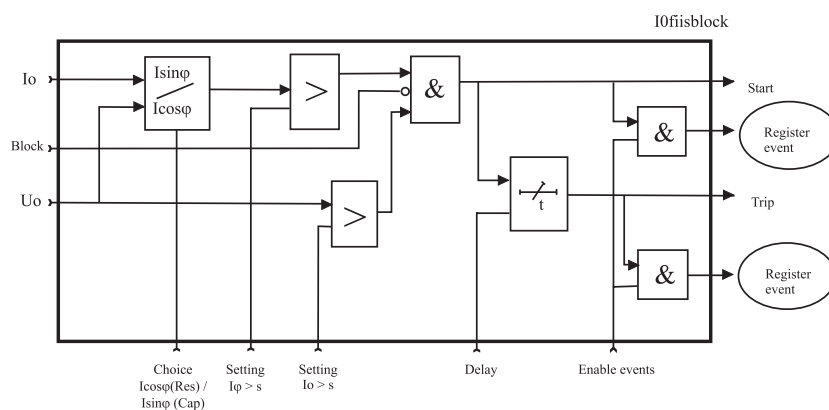 I0fiisblock
Io
Isinφ
Icosφ
>
&
Start
Block
&
Register
event
Uo
>
t
Trip
&
Register
event
Choice
Icosφ(Res) /
Isinφ (Cap)
Setting
Iφ > s
Setting
Io > s
Delay
Enable events